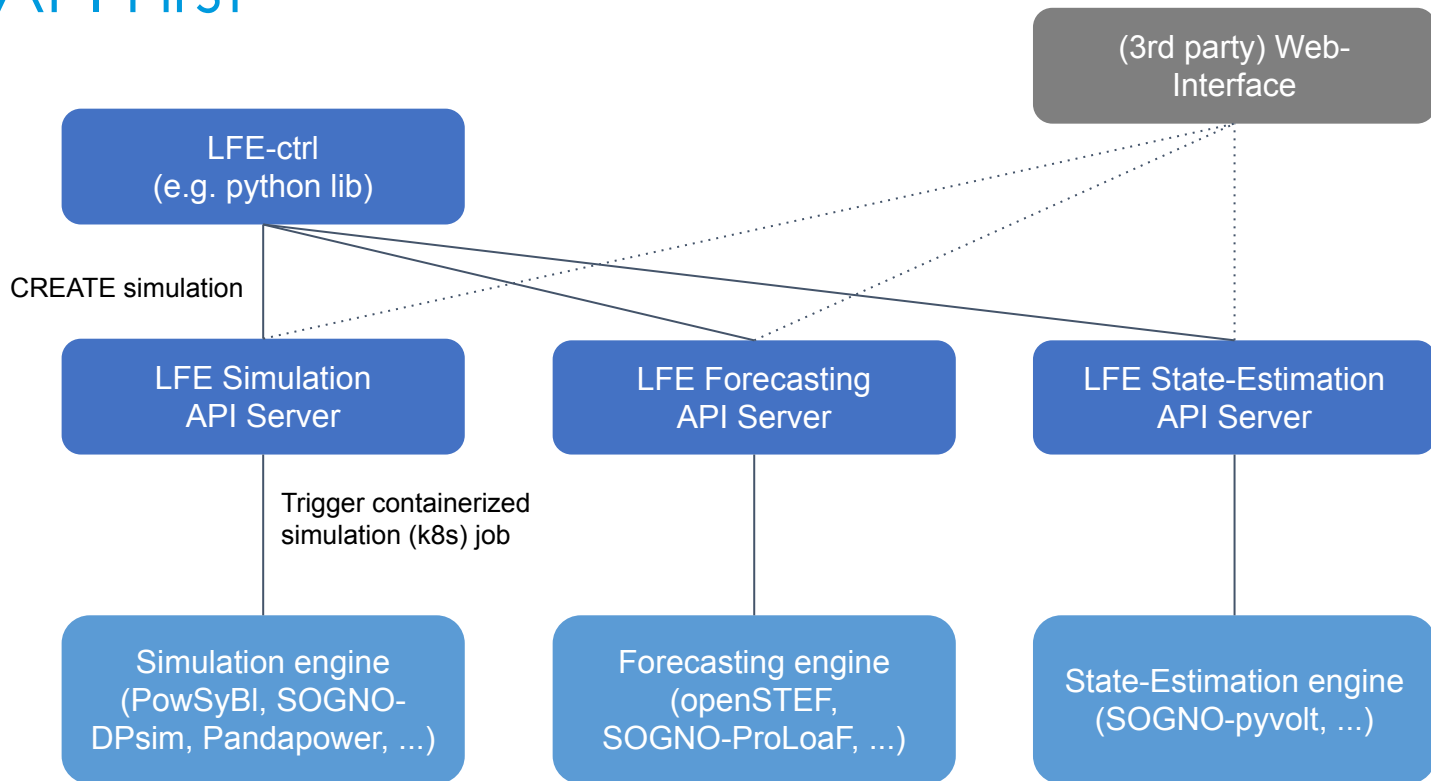 API First
(3rd party) Web-
Interface
LFE-ctrl
(e.g. python lib)
CREATE simulation
LFE Simulation
API Server
LFE Forecasting
API Server
LFE State-Estimation
API Server
Trigger containerized
simulation (k8s) job
Simulation engine
(PowSyBl, SOGNO-
DPsim, Pandapower, ...)
Forecasting engine
(openSTEF,
SOGNO-ProLoaF, ...)
State-Estimation engine
(SOGNO-pyvolt, ...)